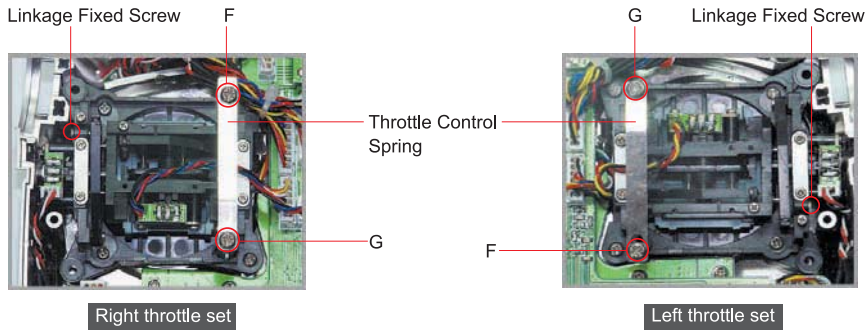 Linkage Fixed Screw
F
G
Linkage Fixed Screw
Throttle Control
Spring
G
F
Right throttle set
Left throttle set